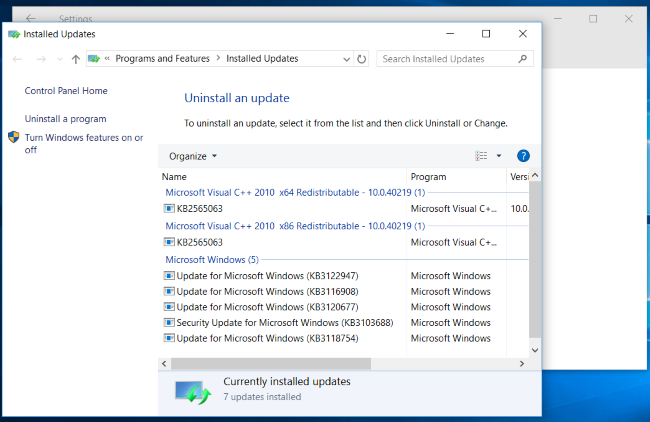 Settings
Installed Updates
« Programs and Features > Installed Updates
Search Installed Updates
Control Panel Home
Uninstall a program
Turn Windows features on or
off
Uninstall an update
To uninstall an update, select it from the list and then click Uninstall or Change.
Organize
Name Program Versi
Microsoft Visual C++ 2010 x64 Redistributable - 10.0.40219 (1)
KB2565063 Microsoft Visual C+... 10.0.
Microsoft Visual C++ 2010 x86 Redistributable - 10.0.40219 (1)
KB2565063 Microsoft Visual C+...
Microsoft Windows (5)
Update for Microsoft Windows (KB3122947) Microsoft Windows
Update for Microsoft Windows (KB3116908) Microsoft Windows
Update for Microsoft Windows (KB3120677) Microsoft Windows
Security Update for Microsoft Windows (KB3103688) Microsoft Windows
Update for Microsoft Windows (KB3118754) Microsoft Windows
Currently installed updates
7 updates installed